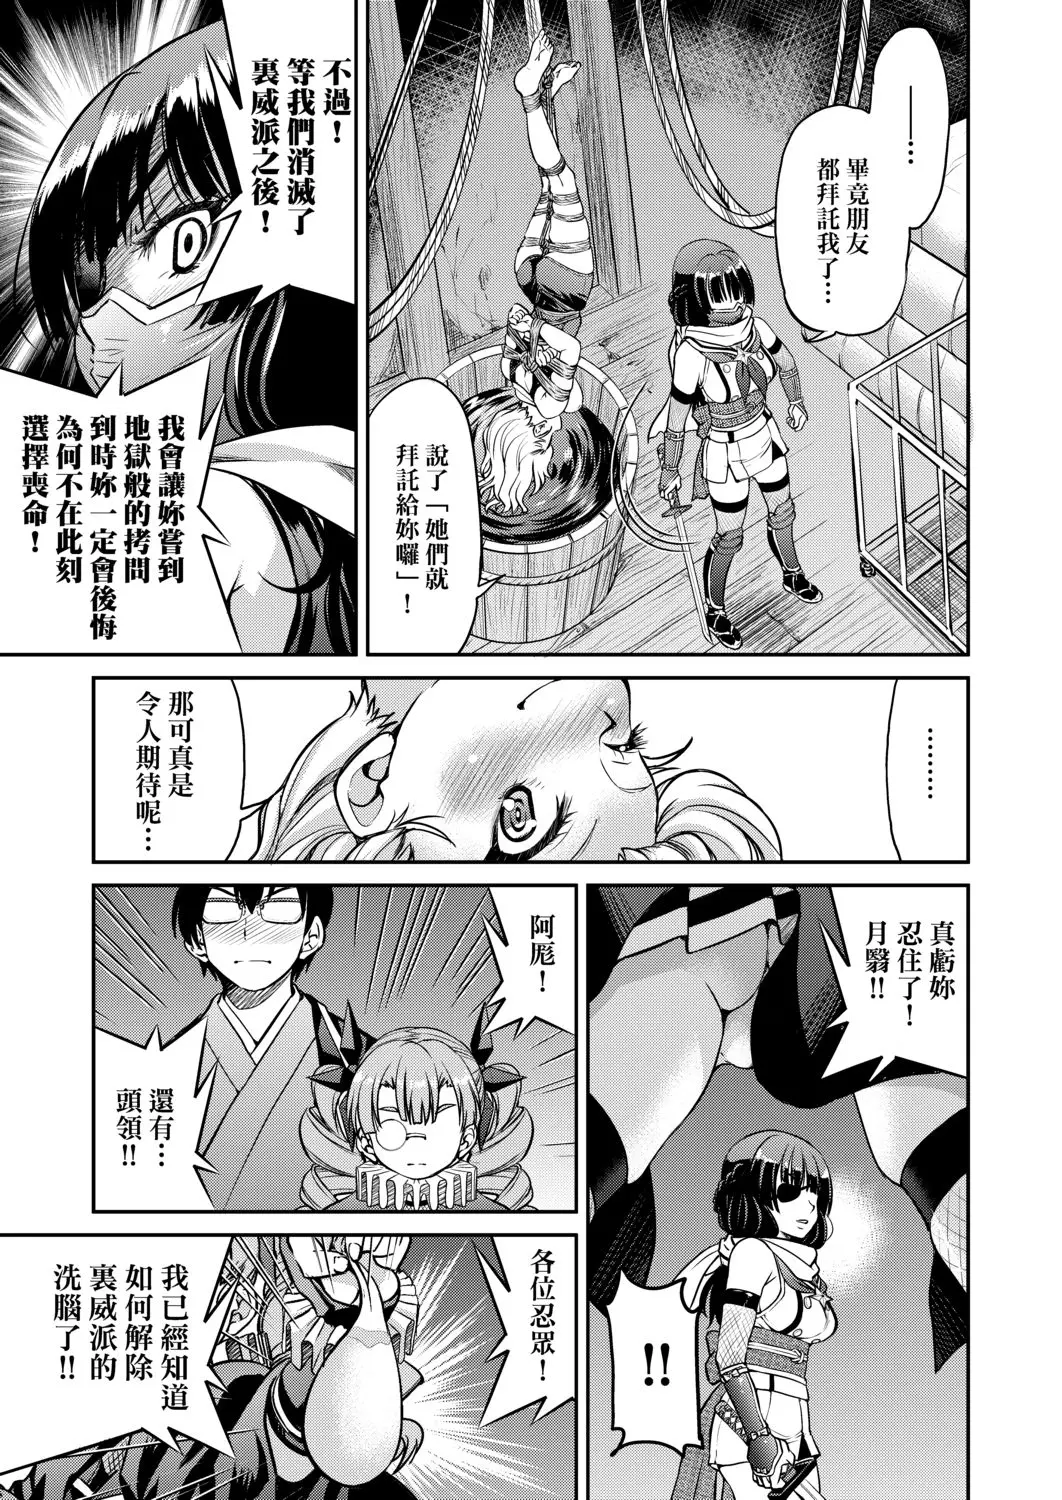 ──…
畢竟朋友
都拜託我了…
說了「她們就
拜託給妳囉」！
不過！
等我們消滅了
裏威派之後！
我會讓妳嘗到
地獄般的拷問
到時妳一定會後悔
為何不在此刻
選擇喪命！
………
那可真是
令人期待呢…
真虧妳
忍住了！
月翳!!
!!
阿彪！
還有…
頭領!!
各位忍眾！
我已經知道
如何解除
裏威派的
洗腦了!!